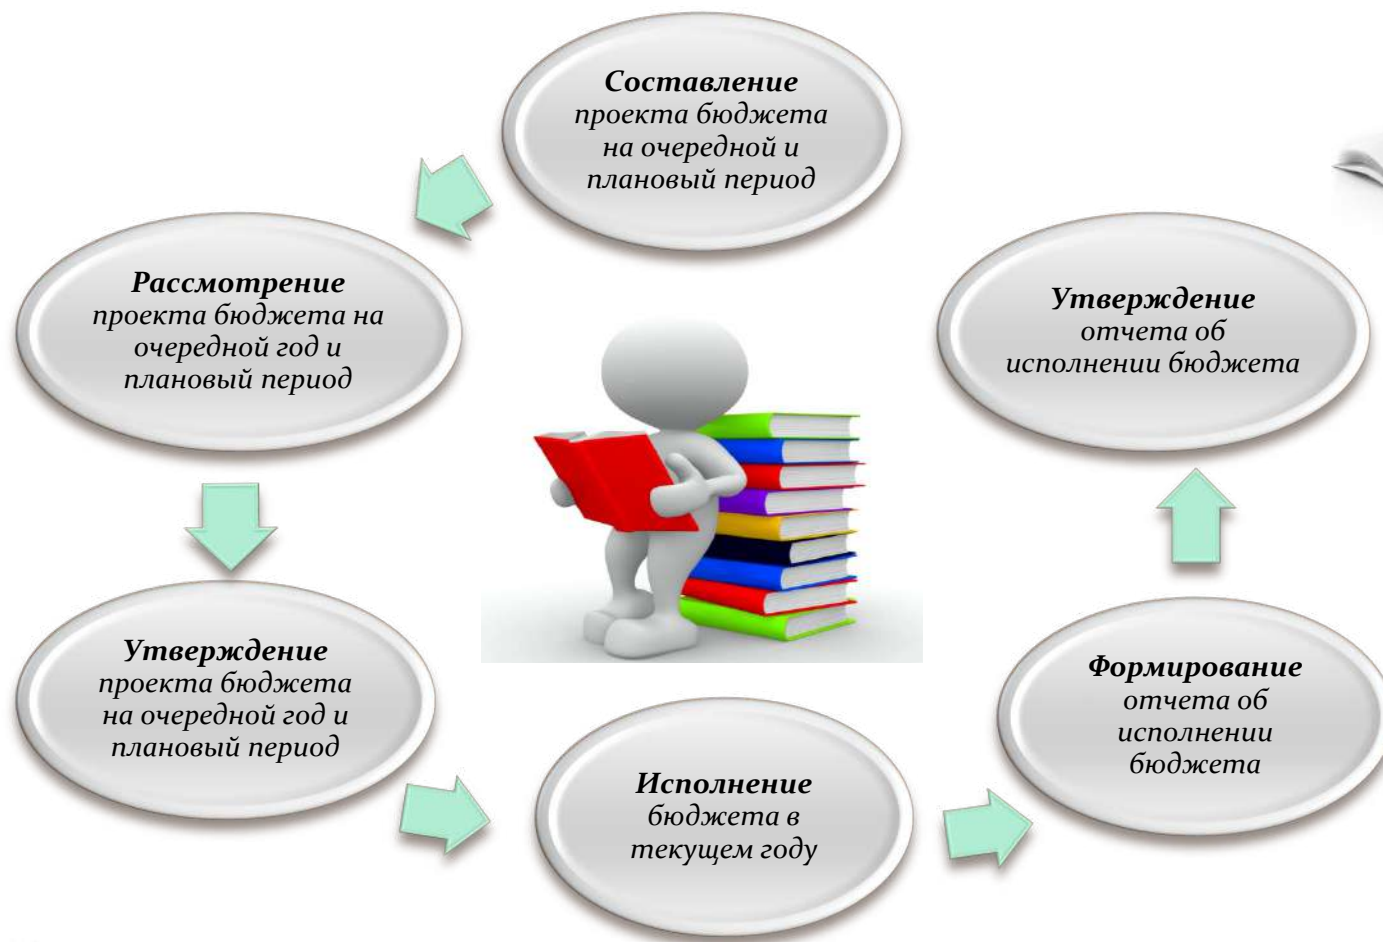 Составление
проекта бюджета
на очередной и
плановый период
Рассмотрение
проекта бюджета на
очередной год и
плановый период
Утверждение
проекта бюджета
на очередной год и
плановый период
Исполнение
бюджета в
текущем году
Формирование
отчета об
исполнении
бюджета
Утверждение
отчета об
исполнении бюджета